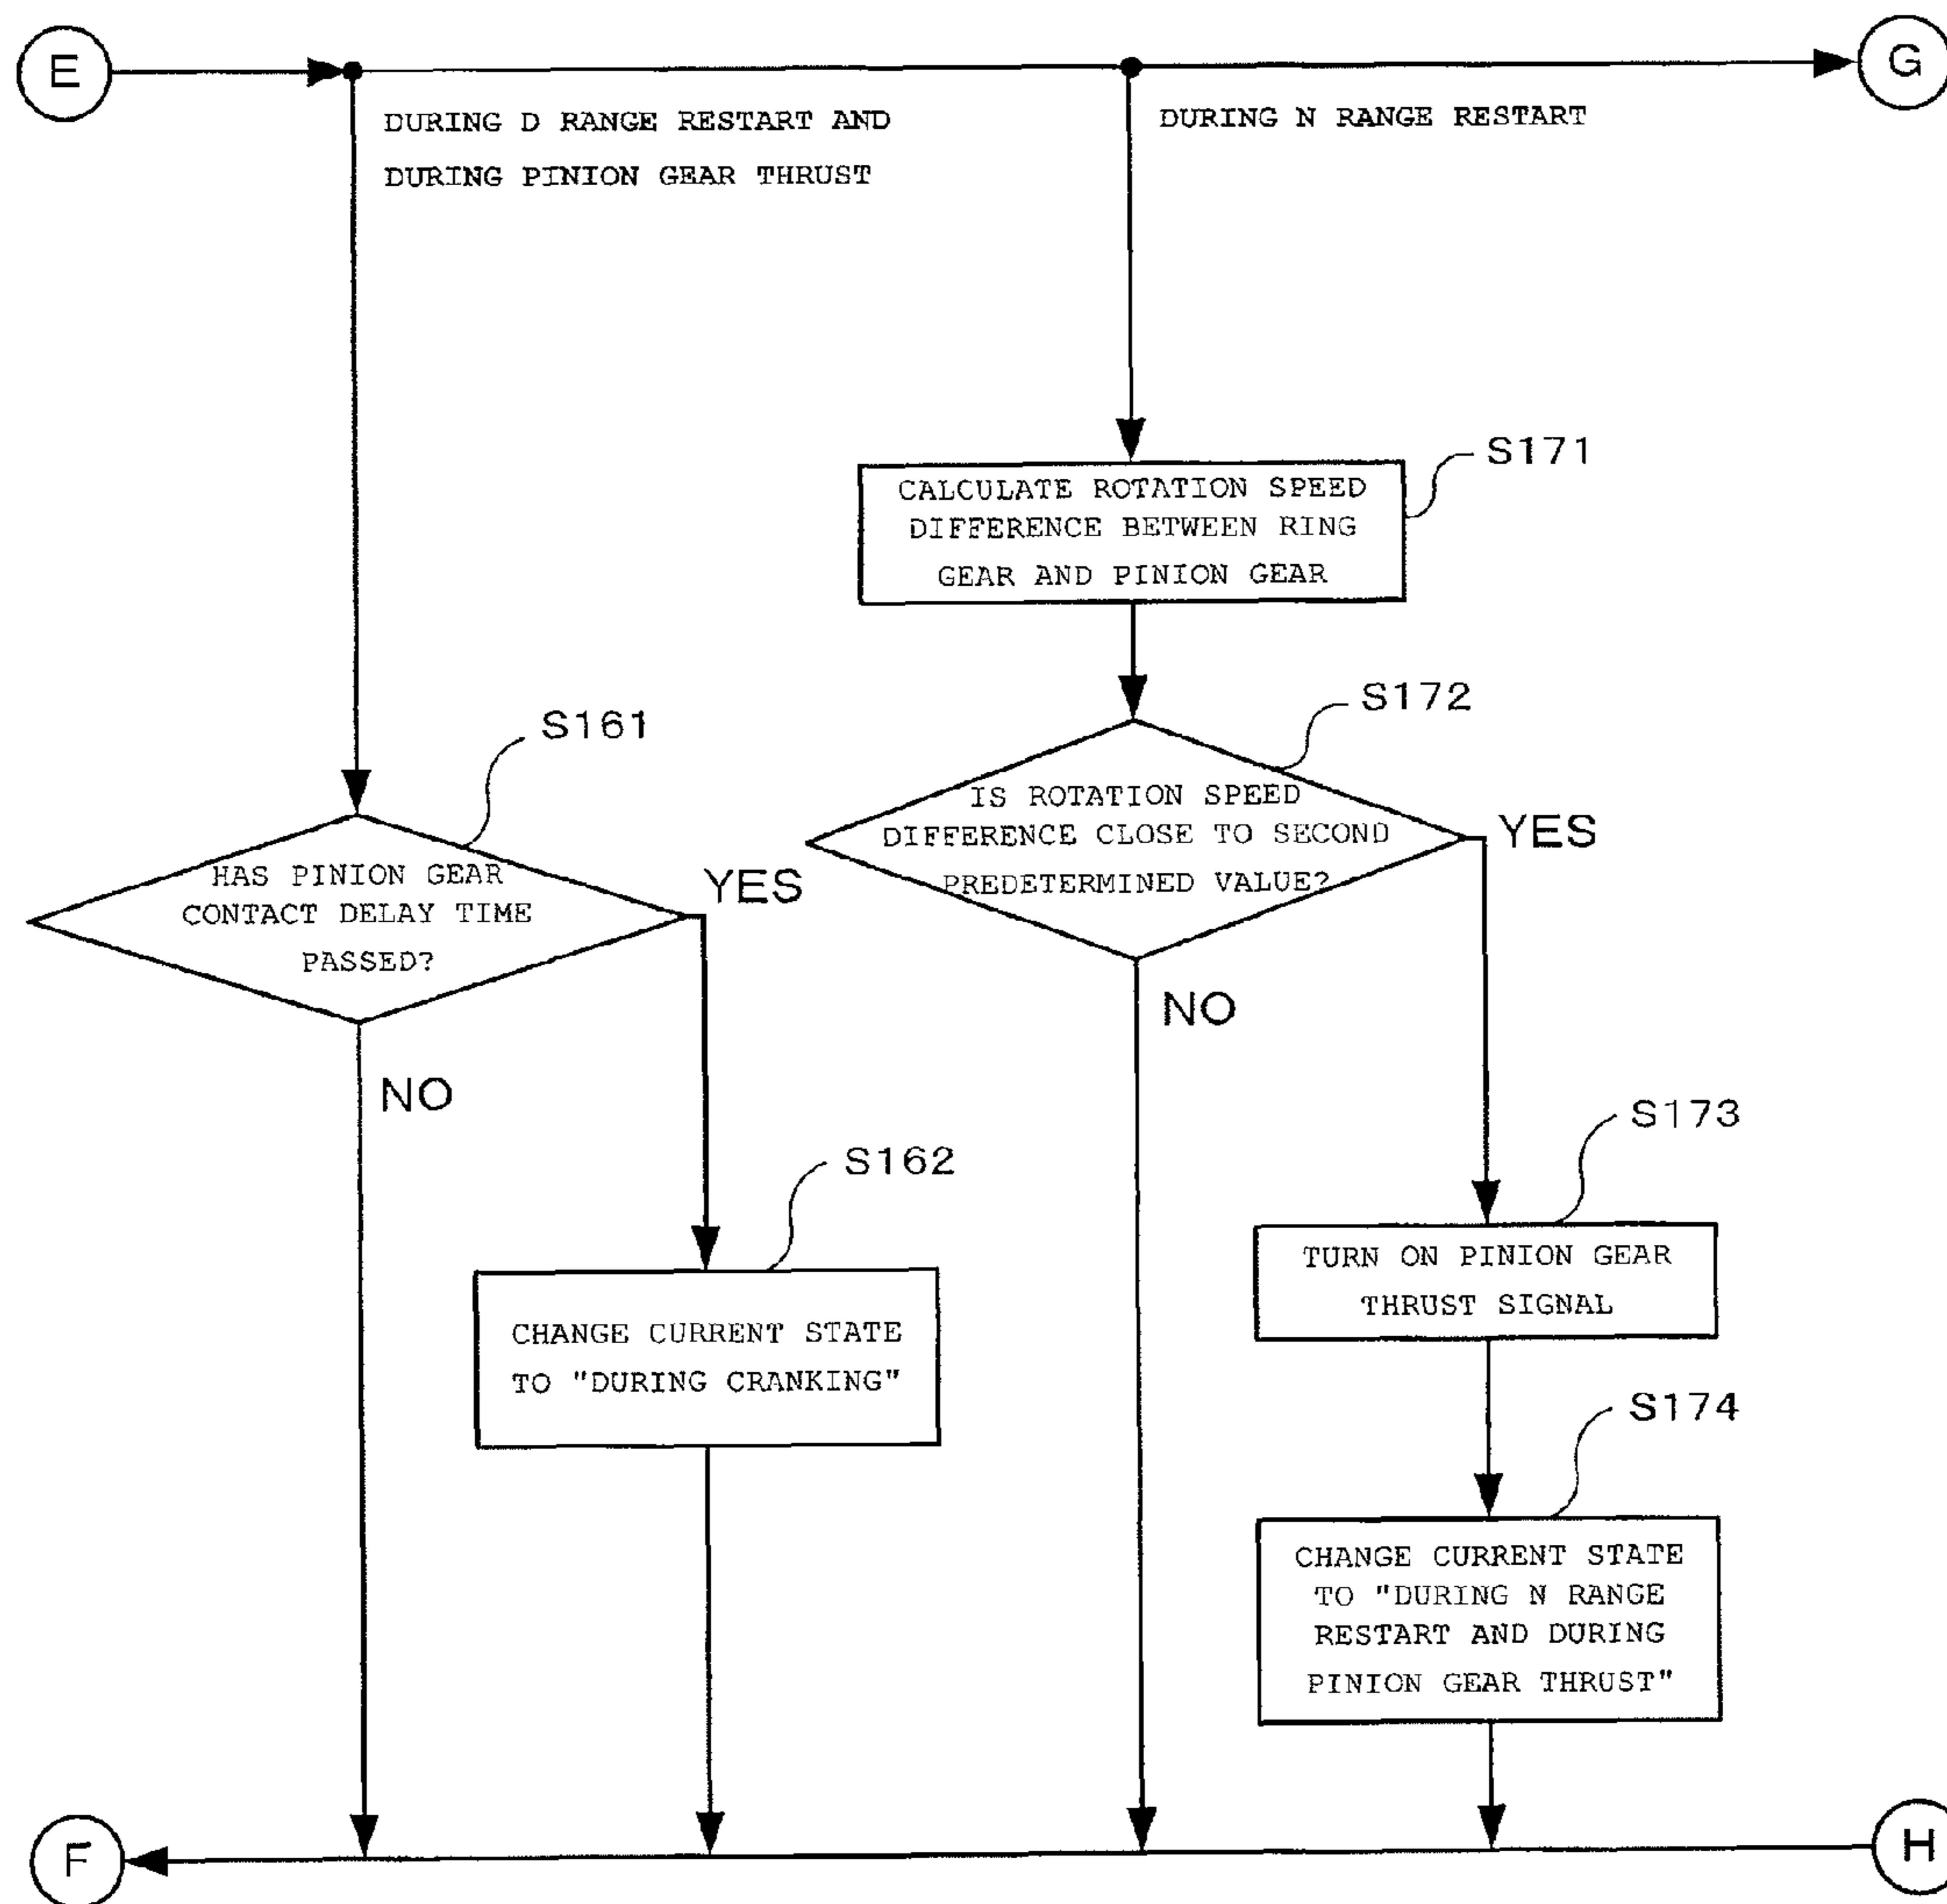 E
G
DURING D RANGE RESTART AND
DURING PINION GEAR THRUST
DURING N RANGE RESTART
S171
CALCULATE ROTATION SPEED
DIFFERENCE BETWEEN RING
GEAR AND PINION GEAR
S172
IS ROTATION SPEED
DIFFERENCE CLOSE TO SECOND
PREDETERMINED VALUE?
YES
NO
S161
HAS PINION GEAR
CONTACT DELAY TIME
PASSED?
YES
NO
S162
CHANGE CURRENT STATE
TO "DURING CRANKING"
S173
TURN ON PINION GEAR
THRUST SIGNAL
S174
CHANGE CURRENT STATE
TO "DURING N RANGE
RESTART AND DURING
PINION GEAR THRUST"
F
H